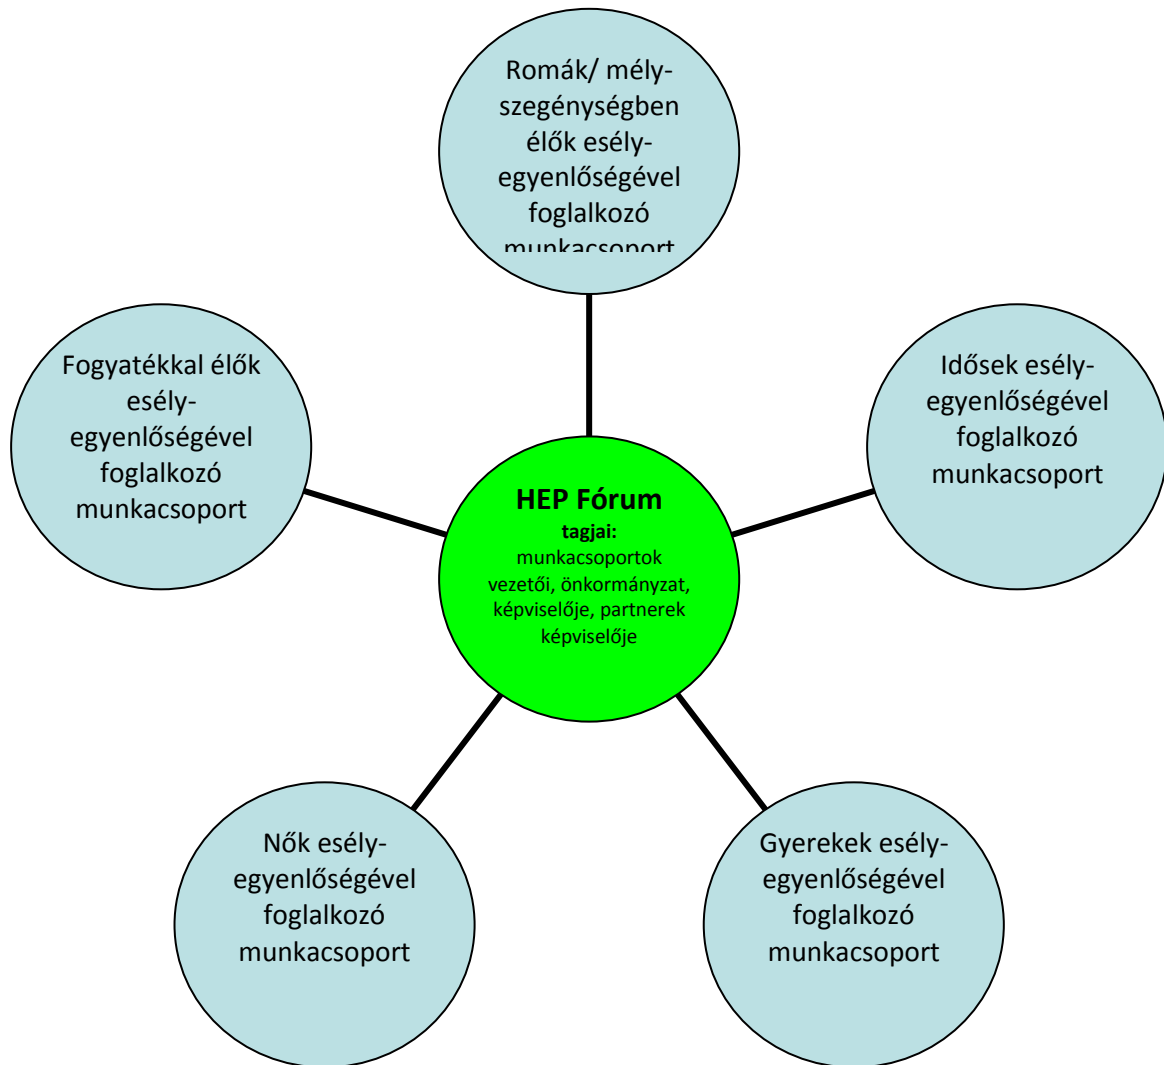 Romák/ mély-
szegénységben
élők esély-
egyenlőségével
foglalkozó
munkacsoport
Fogyatékkal élők
esély-
egyenlőségével
foglalkozó
munkacsoport
Idősek esély-
egyenlőségével
foglalkozó
munkacsoport
HEP Fórum
tagjai:
munkacsoportok
vezetői, önkormányzat,
képviselője, partnerek
képviselője
Nők esély-
egyenlőségével
foglalkozó
munkacsoport
Gyerekek esély-
egyenlőségével
foglalkozó
munkacsoport